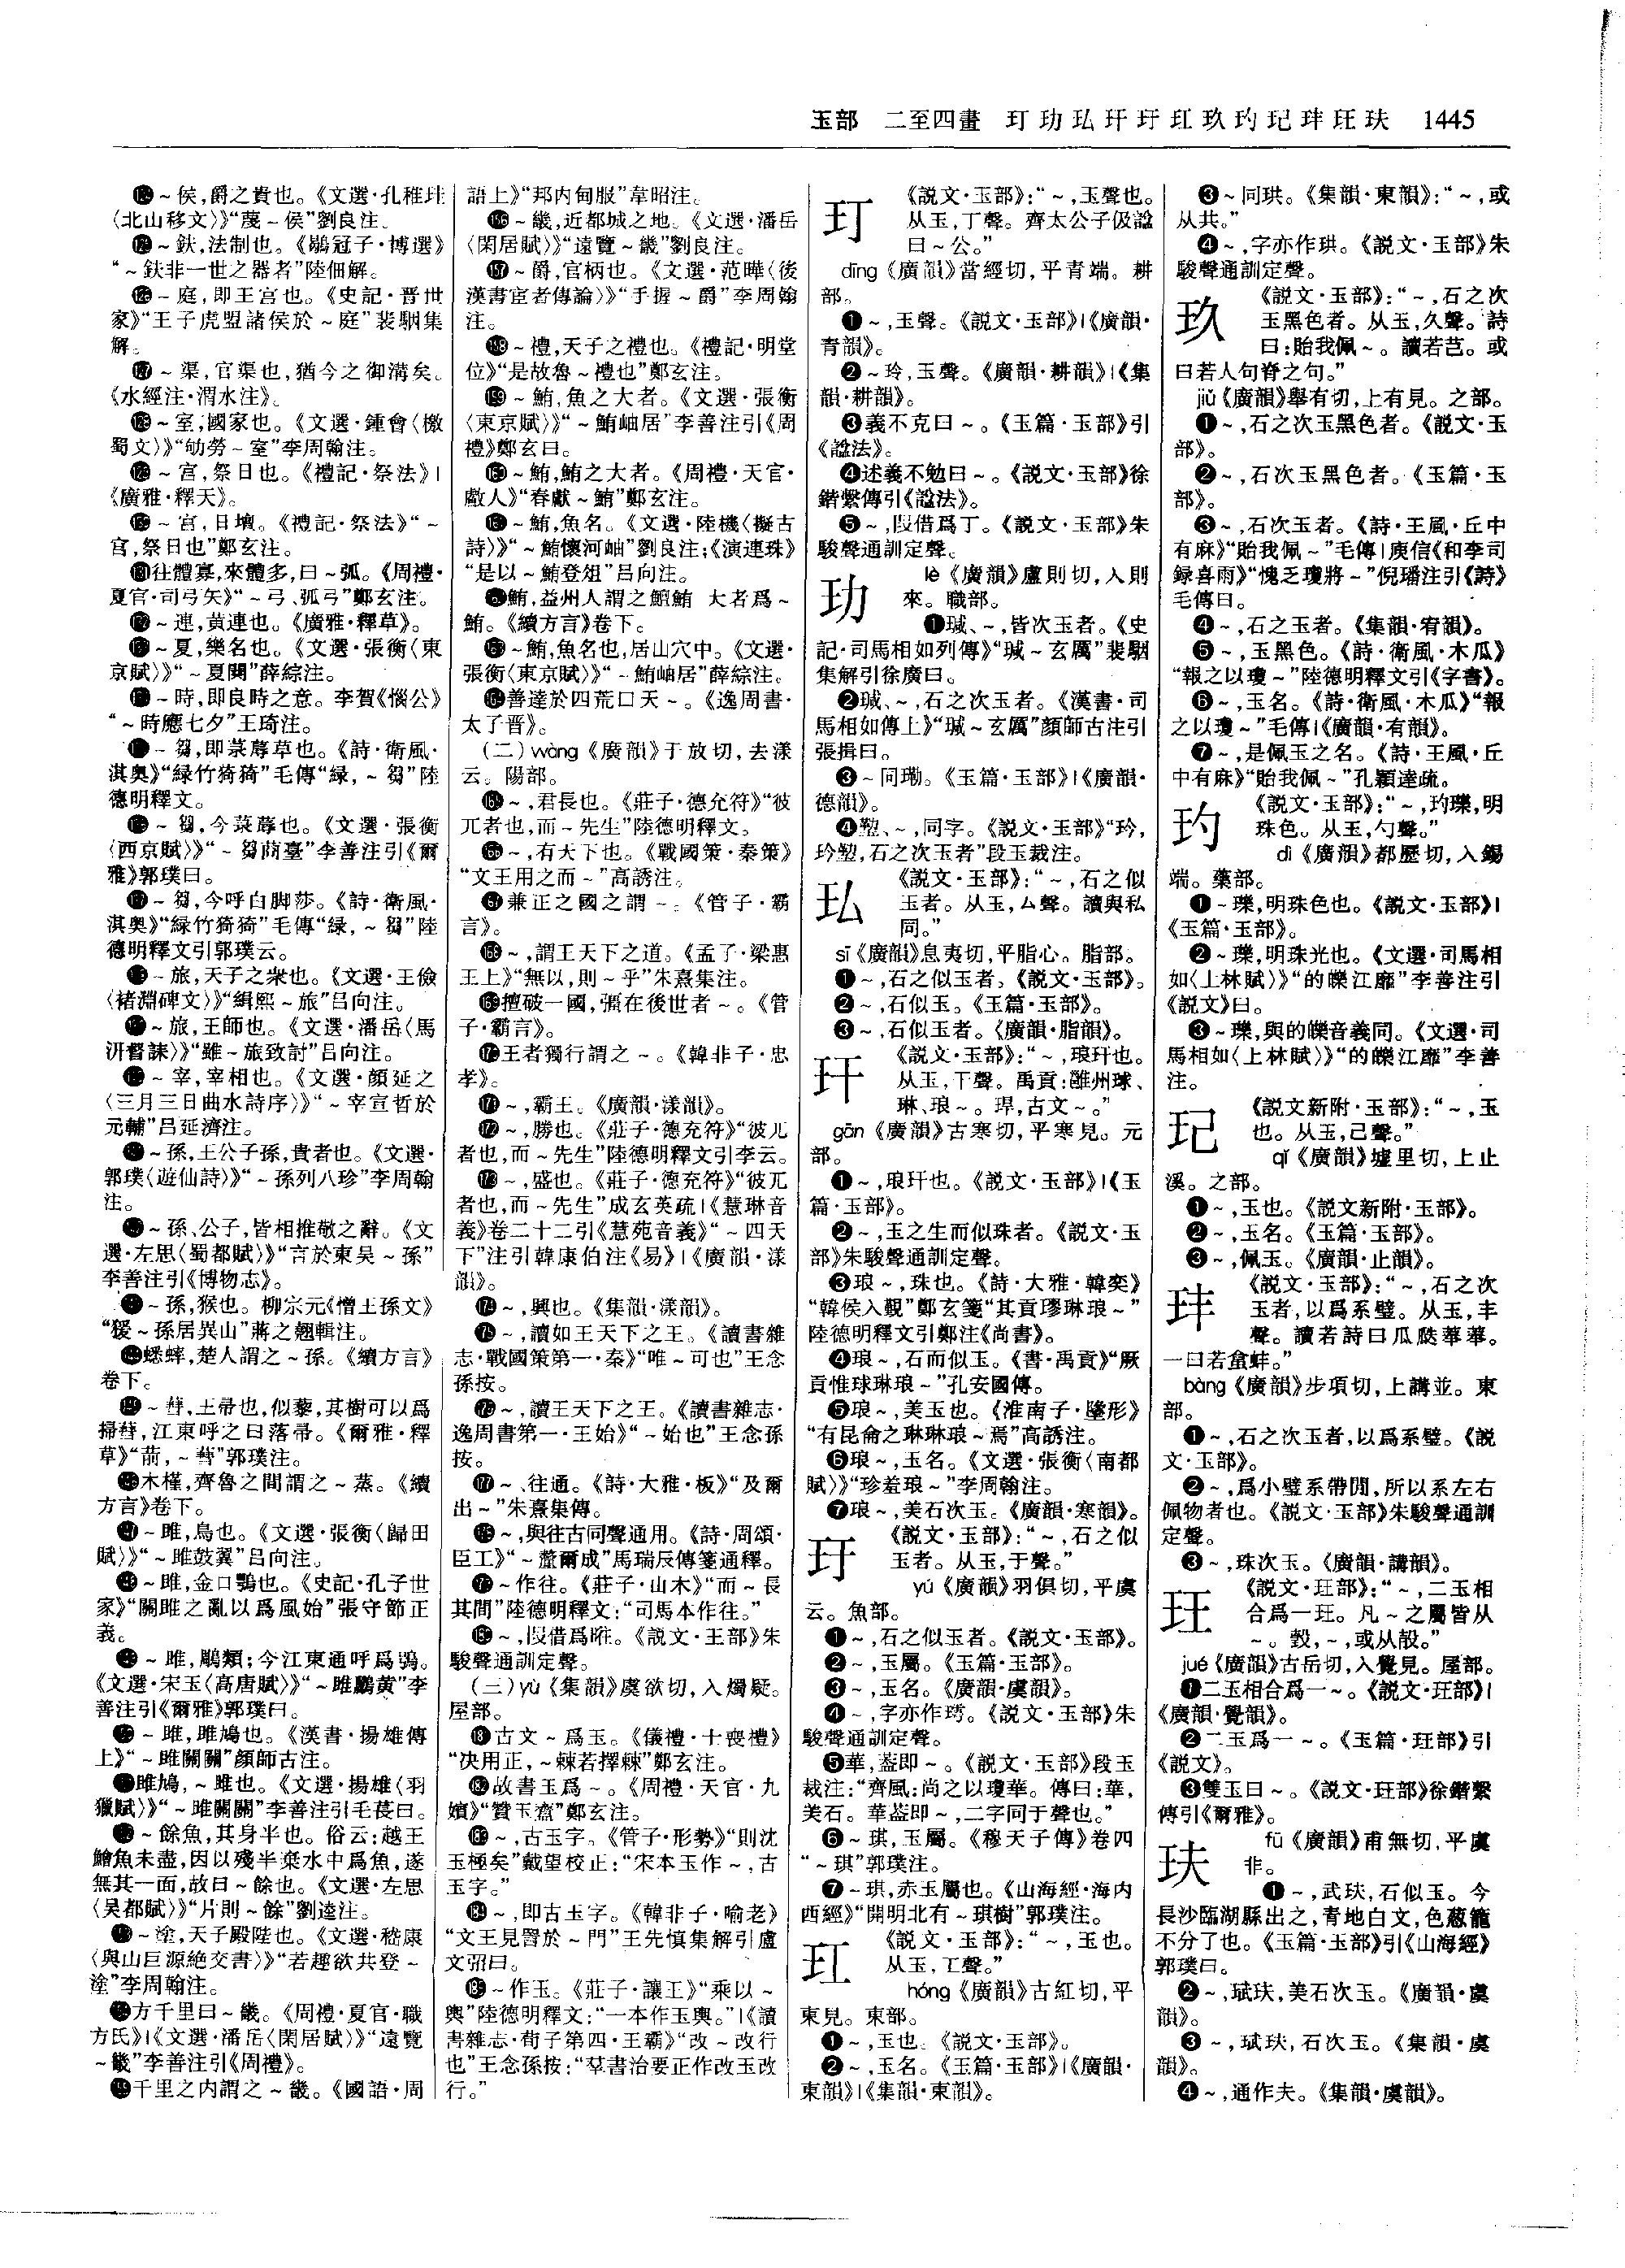 玉部 二至四畫 玎玏玜玕玗玒玖玓玘玤玨玞 1445
～侯,爵之貴也。《文選·孔稚珪
〈北山移文〉》“蔑～侯”劉良注。
～鈇,法制也。《鶡冠子·博選》
“～鈇非一世之器者”陸佃解。
～庭,即王宫也。《史記·晋世
家》“王子虎盟諸侯於～庭”裴駰集
解。
～渠,官渠也,猶今之御溝矣。
《水經注·渭水注》。
～室,國家也。《文選·鍾會〈檄
蜀文〉》“劬勞～室”李周翰注。
～宫,祭日也。《禮記·祭法》|
《廣雅·釋天》。
～宫,日壇。《禮記·祭法》“～
宫,祭日也”鄭玄注。
往體寡,來體多,曰～弧。《周禮·
夏官·司弓矢》“～弓、弧弓”鄭玄注。
～連,黄連也。《廣雅·釋草》。
～夏,樂名也。《文選·張衡〈東
京賦〉》“～夏闋”薛綜注。
～時,即良時之意。李賀《惱公》
“～時應七夕”王琦注。
～芻,即菉蓐草也。《詩·衛風·
淇奥》“緑竹猗猗”毛傳“緑,～芻”陸
德明釋文。
～芻,今菉蓐也。《文選·張衡
〈西京賦〉》“～芻莔臺”李善注引《爾
雅》郭璞曰。
～芻,今呼白脚莎。《詩·衛風·
淇奥》“緑竹猗猗”毛傳“緑,～芻”陸
德明釋文引郭璞云。
～旅,天子之衆也。《文選·王儉
〈褚淵碑文〉》“緝熙～旅”吕向注。
～旅,王師也。《文選·潘岳〈馬
汧督誄〉》“雖～旅致討”吕向注。
～宰,宰相也。《文選·顔延之
〈三月三日曲水詩序〉》“～宰宣哲於
元輔”吕延濟注。
～孫,王公子孫,貴者也。《文選·
郭璞〈遊仙詩〉》“～孫列八珍”李周翰
注。
～孫、公子,皆相推敬之辭。《文
選·左思〈蜀都賦〉》“言於東吴～孫”
李善注引《博物志》。
～孫,猴也。柳宗元《憎王孫文》
“猨～孫居異山”蔣之翹輯注。
蟋蟀,楚人謂之～孫。《續方言》
卷下。
～蔧,王帚也,似藜,其樹可以爲
掃蔧,江東呼之曰落帚。《爾雅·釋
草》“葥,～蔧”郭璞注。
木槿,齊魯之間謂之～蒸。《續
方言》卷下。
～雎,鳥也。《文選·張衡〈歸田
賦〉》“～雎鼓翼”吕向注。
～雎,金口鶚也。《史記·孔子世
家》“關雎之亂以爲風始”張守節正
義。
～雎,鵰類;今江東通呼爲鶚。
《文選·宋玉〈高唐賦〉》“～雎鸝黄”李
善注引《爾雅》郭璞曰。
～雎,雎鳩也。《漢書·揚雄傳
上》“～雎關關”顔師古注。
雎鳩,～雎也。《文選·揚雄〈羽
獵賦〉》“～雎關關”李善注引毛萇曰。
～餘魚,其身半也。俗云:越王
鱠魚未盡,因以殘半棄水中爲魚,遂
無其一面,故曰～餘也。《文選·左思
〈吴都賦〉》“片則～餘”劉逵注。
～塗,天子殿陛也。《文選·嵇康
〈與山巨源絶交書〉》“若趣欲共登～
塗”李周翰注。
方千里曰～畿。《周禮·夏官·職
方氏》|《文選·潘岳〈閑居賦〉》“遠覽
～畿”李善注引《周禮》。
千里之内謂之～畿。《國語·周
語上》“邦内甸服”韋昭注。
～畿,近都城之地。《文選·潘岳
〈閑居賦〉》“遠覽～畿”劉良注。
～爵,官柄也。《文選·范曄〈後
漢書宦者傳論〉》“手握～爵”李周翰
注。
～禮,天子之禮也。《禮記·明堂
位》“是故魯～禮也”鄭玄注。
～鮪,魚之大者。《文選·張衡
〈東京賦〉》“～鮪岫居”李善注引《周
禮》鄭玄曰。
～鮪,鮪之大者。《周禮·天官·
䱷人》“春獻～鮪”鄭玄注。
～鮪,魚名。《文選·陸機〈擬古
詩〉》“～鮪懷河岫”劉良注;《演連珠》
“是以～鮪登俎”吕向注。
鮪,益州人謂之鱣鮪 大者爲～
鮪。《續方言》卷下。
～鮪,魚名也,居山穴中。《文選·
張衡〈東京賦〉》“～鮪岫居”薛綜注。
善達於四荒曰天～。《逸周書·
太子晋》。
(二)wàng《廣韻》于放切,去漾
云。陽部。
～,君長也。《莊子·德充符》“彼
兀者也,而～先生”陸德明釋文。
～,有天下也。《戰國策·秦策》
“文王用之而～”高誘注。
兼正之國之謂～。《管子·霸
言》。
～,謂王天下之道。《孟子·梁惠
王上》“無以,則～乎”朱熹集注。
擅破一國,彊在後世者～。《管
子·霸言》。
王者獨行謂之～。《韓非子·忠
孝》。
～,霸王。《廣韻·漾韻》。
～,勝也。《莊子·德充符》“彼兀
者也,而～先生”陸德明釋文引李云。
～,盛也。《莊子·德充符》“彼兀
者也,而～先生”成玄英疏|《慧琳音
義》卷二十二引《慧苑音義》“～四天
下”注引韓康伯注《易》|《廣韻·漾
韻》。
～,興也。《集韻·漾韻》。
～,讀如王天下之王。《讀書雜
志·戰國策第一·秦》“唯～可也”王念
孫按。
～,讀王天下之王。《讀書雜志·
逸周書第一·王始》“～始也”王念孫
按。
～、往通。《詩·大雅·板》“及爾
出～”朱熹集傳。
～,與往古同聲通用。《詩·周頌·
臣工》“～釐爾成”馬瑞辰傳箋通釋。
～作往。《莊子·山木》“而～長
其間”陸德明釋文:“司馬本作往。”
～,叚借爲暀。《説文·王部》朱
駿聲通訓定聲。
(三)yù《集韻》虞欲切,入燭疑。
屋部。
古文～爲玉。《儀禮·士喪禮》
“决用正,～棘若擇棘”鄭玄注。
故書玉爲～。《周禮·天官·九
嬪》“贊玉齍”鄭玄注。
～,古玉字。《管子·形勢》“則沈
玉極矣”戴望校正:“宋本玉作～,古
玉字。”
～,即古玉字。《韓非子·喻老》
“文王見詈於～門”王先慎集解引盧
文弨曰。
～作玉。《莊子·讓王》“乘以～
輿”陸德明釋文:“一本作玉輿。”|《讀
書雜志·荀子第四·王霸》“改～改行
也”王念孫按:“羣書治要正作改玉改
行。”
玎
《説文·玉部》:“～,玉聲也。
从玉,丁聲。齊太公子伋諡
曰～公。”
dīng《廣韻》當經切,平青端。耕
部。
❶～,玉聲。《説文·玉部》|《廣韻·
青韻》。
❷～玲,玉聲。《廣韻·耕韻》|《集
韻·耕韻》。
❸義不克曰～。《玉篇·玉部》引
《諡法》。
❹述義不勉曰～。《説文·玉部》徐
鍇繫傳引《諡法》。
❺～,叚借爲丁。《説文·玉部》朱
駿聲通訓定聲。
玏
lè《廣韻》盧則切,入則
來。職部。
❶瑊、～,皆次玉者。《史
記·司馬相如列傳》“瑊～玄厲”裴駰
集解引徐廣曰。
❷瑊、～,石之次玉者。《漢書·司
馬相如傳上》“瑊～玄厲”顔師古注引
張揖曰。
❸～同㻎。《玉篇·玉部》|《廣韻·
德韻》。
❹塾、～,同字。《説文·玉部》“玪,
玪塾,石之次玉者”段玉裁注。
玜
《説文·玉部》:“～,石之似
玉者。从玉,厶聲。讀與私
同。”
sī《廣韻》息夷切,平脂心。脂部。
❶～,石之似玉者。《説文·玉部》。
❷～,石似玉。《玉篇·玉部》。
❸～,石似玉者。《廣韻·脂韻》。
玕
《説文·玉部》:“～,琅玕也。
从玉,干聲。禹貢:雝州球、
琳、琅～。玾,古文～。”
gān《廣韻》古寒切,平寒見。元
部。
❶～,琅玕也。《説文·玉部》|《玉
篇·玉部》。
❷～,玉之生而似珠者。《説文·玉
部》朱駿聲通訓定聲。
❸琅～,珠也。《詩·大雅·韓奕》
“韓侯入覲”鄭玄箋“其貢璆琳琅～”
陸德明釋文引鄭注《尚書》。
❹琅～,石而似玉。《書·禹貢》“厥
貢惟球琳琅～”孔安國傳。
❺琅～,美玉也。《淮南子·墬形》
“有昆侖之琳琳琅～焉”高誘注。
❻琅～,玉名。《文選·張衡〈南都
賦〉》“珍羞琅～”李周翰注。
❼琅～,美石次玉。《廣韻·寒韻》。
玗
《説文·玉部》:“～,石之似
玉者。从玉,于聲。”
yú《廣韻》羽俱切,平虞
云。魚部。
❶～,石之似玉者。《説文·玉部》。
❷～,玉屬。《玉篇·玉部》。
❸～,玉名。《廣韻·虞韻》。
❹～,字亦作琇。《説文·玉部》朱
駿聲通訓定聲。
❺華,葢即～。《説文·玉部》段玉
裁注:“齊風:尚之以瓊華。傳曰:華,
美石。華葢即～,二字同于聲也。”
❻～琪,玉屬。《穆天子傳》卷四
“～琪”郭璞注。
❼～琪,赤玉屬也。《山海經·海内
西經》“開明北有～琪樹”郭璞注。
玒
《説文·玉部》:“～,玉也。
从玉,工聲。”
hóng《廣韻》古紅切,平
東見。東部。
❶～,玉也。《説文·玉部》。
❷～,玉名。《玉篇·玉部》|《廣韻·
東韻》|《集韻·東韻》。
❸～同珙。《集韻·東韻》:“～,或
从共。”
❹～,字亦作珙。《説文·玉部》朱
駿聲通訓定聲。
玖
《説文·玉部》:“～,石之次
玉黑色者。从玉,久聲。詩
曰:貽我佩～。讀若芑。或
曰若人句脊之句。”
jiǔ《廣韻》舉有切,上有見。之部。
❶～,石之次玉黑色者。《説文·玉
部》。
❷～,石次玉黑色者。《玉篇·玉
部》。
❸～,石次玉者。《詩·王風·丘中
有麻》“貽我佩～”毛傳|庾信《和李司
録喜雨》“愧乏瓊將～”倪璠注引《詩》
毛傳曰。
❹～,石之玉者。《集韻·宥韻》。
❺～,玉黑色。《詩·衛風·木瓜》
“報之以瓊～”陸德明釋文引《字書》。
❻～,玉名。《詩·衛風·木瓜》“報
之以瓊～”毛傳|《廣韻·有韻》。
❼～,是佩玉之名。《詩·王風·丘
中有麻》“貽我佩～”孔穎達疏。
玓
《説文·玉部》:“～,玓瓅,明
珠色。从玉,勺聲。”
dì《廣韻》都歷切,入錫
端。藥部。
❶～瓅,明珠色也。《説文·玉部》|
《玉篇·玉部》。
❷～瓅,明珠光也。《文選·司馬相
如〈上林賦〉》“的皪江靡”李善注引
《説文》曰。
❸～瓅,與的皪音義同。《文選·司
馬相如〈上林賦〉》“的皪江靡”李善
注。
玘
《説文新附·玉部》:“～,玉
也。从玉,己聲。”
qǐ《廣韻》墟里切,上止
溪。之部。
❶～,玉也。《説文新附·玉部》。
❷～,玉名。《玉篇·玉部》。
❸～,佩玉。《廣韻·止韻》。
玤
《説文·玉部》:“～,石之次
玉者,以爲系璧。从玉,丰
聲。讀若詩曰瓜瓞菶菶。
一曰若𧊧蚌。”
bàng《廣韻》步項切,上講並。東
部。
❶～,石之次玉者,以爲系璧。《説
文·玉部》。
❷～,爲小璧系帶閒,所以系左右
佩物者也。《説文·玉部》朱駿聲通訓
定聲。
❸～,珠次玉。《廣韻·講韻》。
玨
《説文·玨部》:“～,二玉相
合爲一玨。凡～之屬皆从
～。瑴,～,或从㱿。”
jué《廣韻》古岳切,入覺見。屋部。
❶二玉相合爲一～。《説文·玨部》|
《廣韻·覺韻》。
❷二玉爲一～。《玉篇·玨部》引
《説文》。
❸雙玉曰～。《説文·玨部》徐鍇繫
傳引《爾雅》。
玞
fū《廣韻》甫無切,平虞
非。
❶～,武玞,石似玉。今
長沙臨湖縣出之,青地白文,色葱籠
不分了也。《玉篇·玉部》引《山海經》
郭璞曰。
❷～,珷玞,美石次玉。《廣韻·虞
韻》。
❸～,珷玞,石次玉。《集韻·虞
韻》。
❹～,通作夫。《集韻·虞韻》。